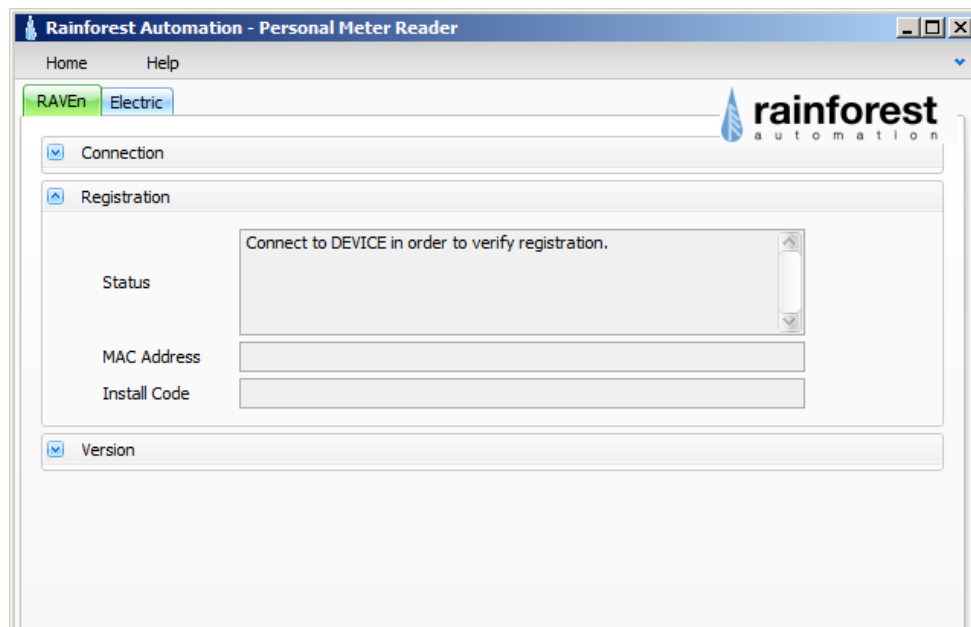 Rainforest Automation - Personal Meter Reader
Home Help
RAVEn Electric
rainforest
automation
Connection
Registration
Status
Connect to DEVICE in order to verify registration.
MAC Address
Install Code
Version